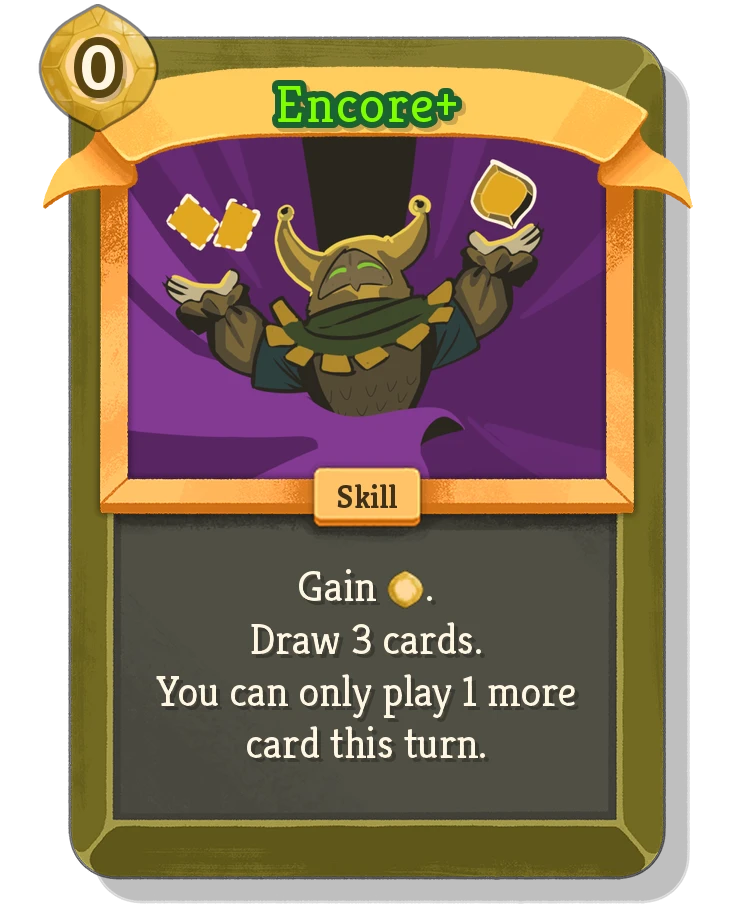 0
Encore+
Skill
Gain .
Draw 3 cards.
You can only play 1 more
card this turn.